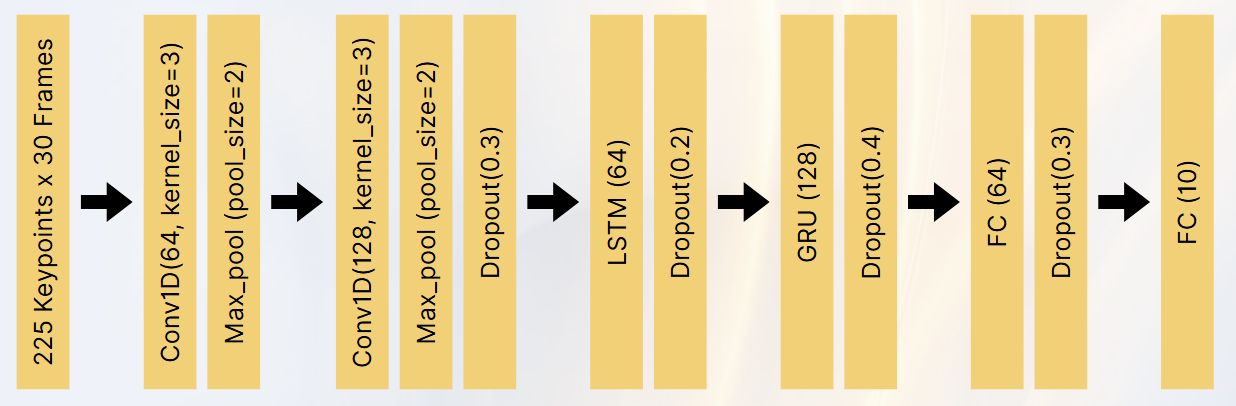 225 Keypoints x 30 Frames
Conv1D(64, kernel_size=3)
Max_pool (pool_size=2)
Conv1D(128, kernel_size=3)
Max_pool (pool_size=2)
Dropout(0.3)
LSTM (64)
Dropout(0.2)
GRU (128)
Dropout(0.4)
FC (64)
Dropout(0.3)
FC (10)